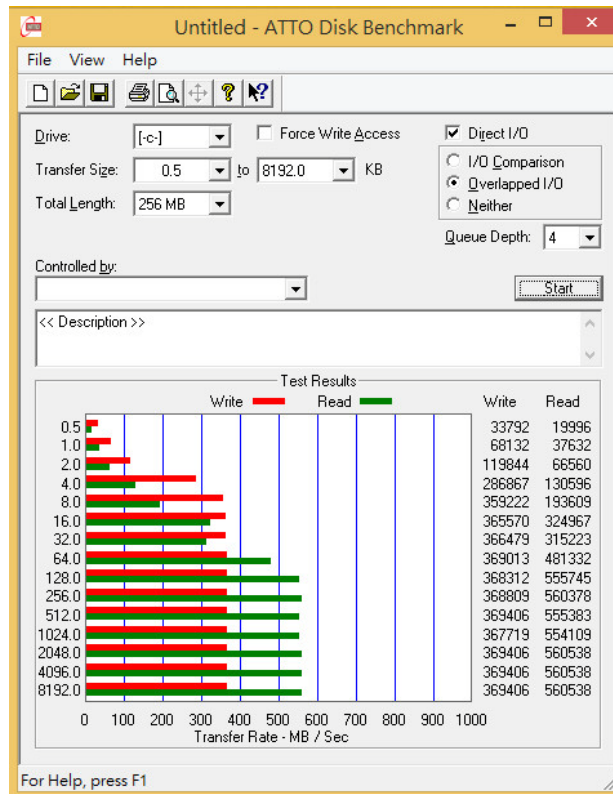 Untitled - ATTO Disk Benchmark
File View Help
Drive: [-c-] Force Write Access Direct I/O
Transfer Size: 0.5 to 8192.0 KB I/O Comparison
Overlapped I/O
Total Length: 256 MB Neither
Queue Depth: 4
Controlled by:
Start
<< Description >>
Test Results
Write Read Write Read
0.5 33792 19996
1.0 68132 37632
2.0 119844 66560
4.0 286867 130596
8.0 359222 193609
16.0 365570 324967
32.0 366479 315223
64.0 369013 481332
128.0 368312 555745
256.0 368809 560378
512.0 369406 555383
1024.0 367719 554109
2048.0 369406 560538
4096.0 369406 560538
8192.0 369406 560538
0 100 200 300 400 500 600 700 800 900 1000
Transfer Rate - MB / Sec
For Help, press F1